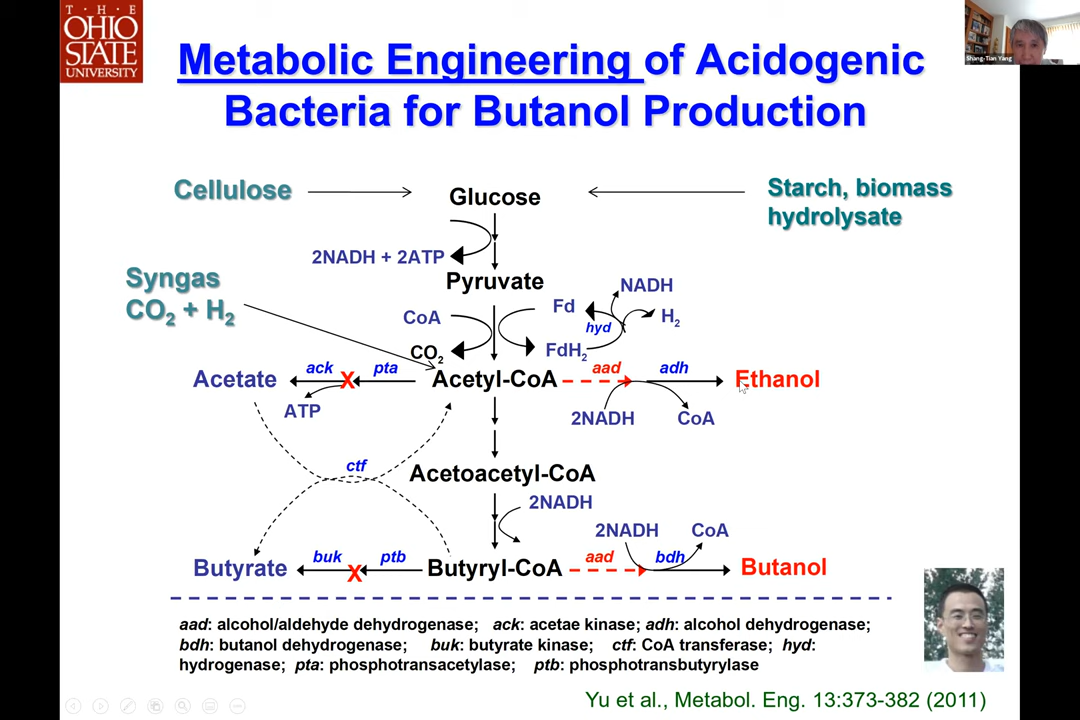 T · H · E
OHIO
STATE
UNIVERSITY
Shang-Tian Yang
Metabolic Engineering of Acidogenic
Bacteria for Butanol Production
Cellulose
Glucose
Starch, biomass
hydrolysate
2NADH + 2ATP
Pyruvate
Syngas
CO2 + H2
NADH
Fd
CoA
hyd
H2
CO2
FdH2
Acetate
ack
X
pta
Acetyl-CoA
aad
adh
Ethanol
ATP
2NADH
CoA
ctf
Acetoacetyl-CoA
2NADH
2NADH
CoA
Butyrate
buk
X
ptb
Butyryl-CoA
aad
bdh
Butanol
aad: alcohol/aldehyde dehydrogenase; ack: acetae kinase; adh: alcohol dehydrogenase;
bdh: butanol dehydrogenase; buk: butyrate kinase; ctf: CoA transferase; hyd:
hydrogenase; pta: phosphotransacetylase; ptb: phosphotransbutyrylase
Yu et al., Metabol. Eng. 13:373-382 (2011)